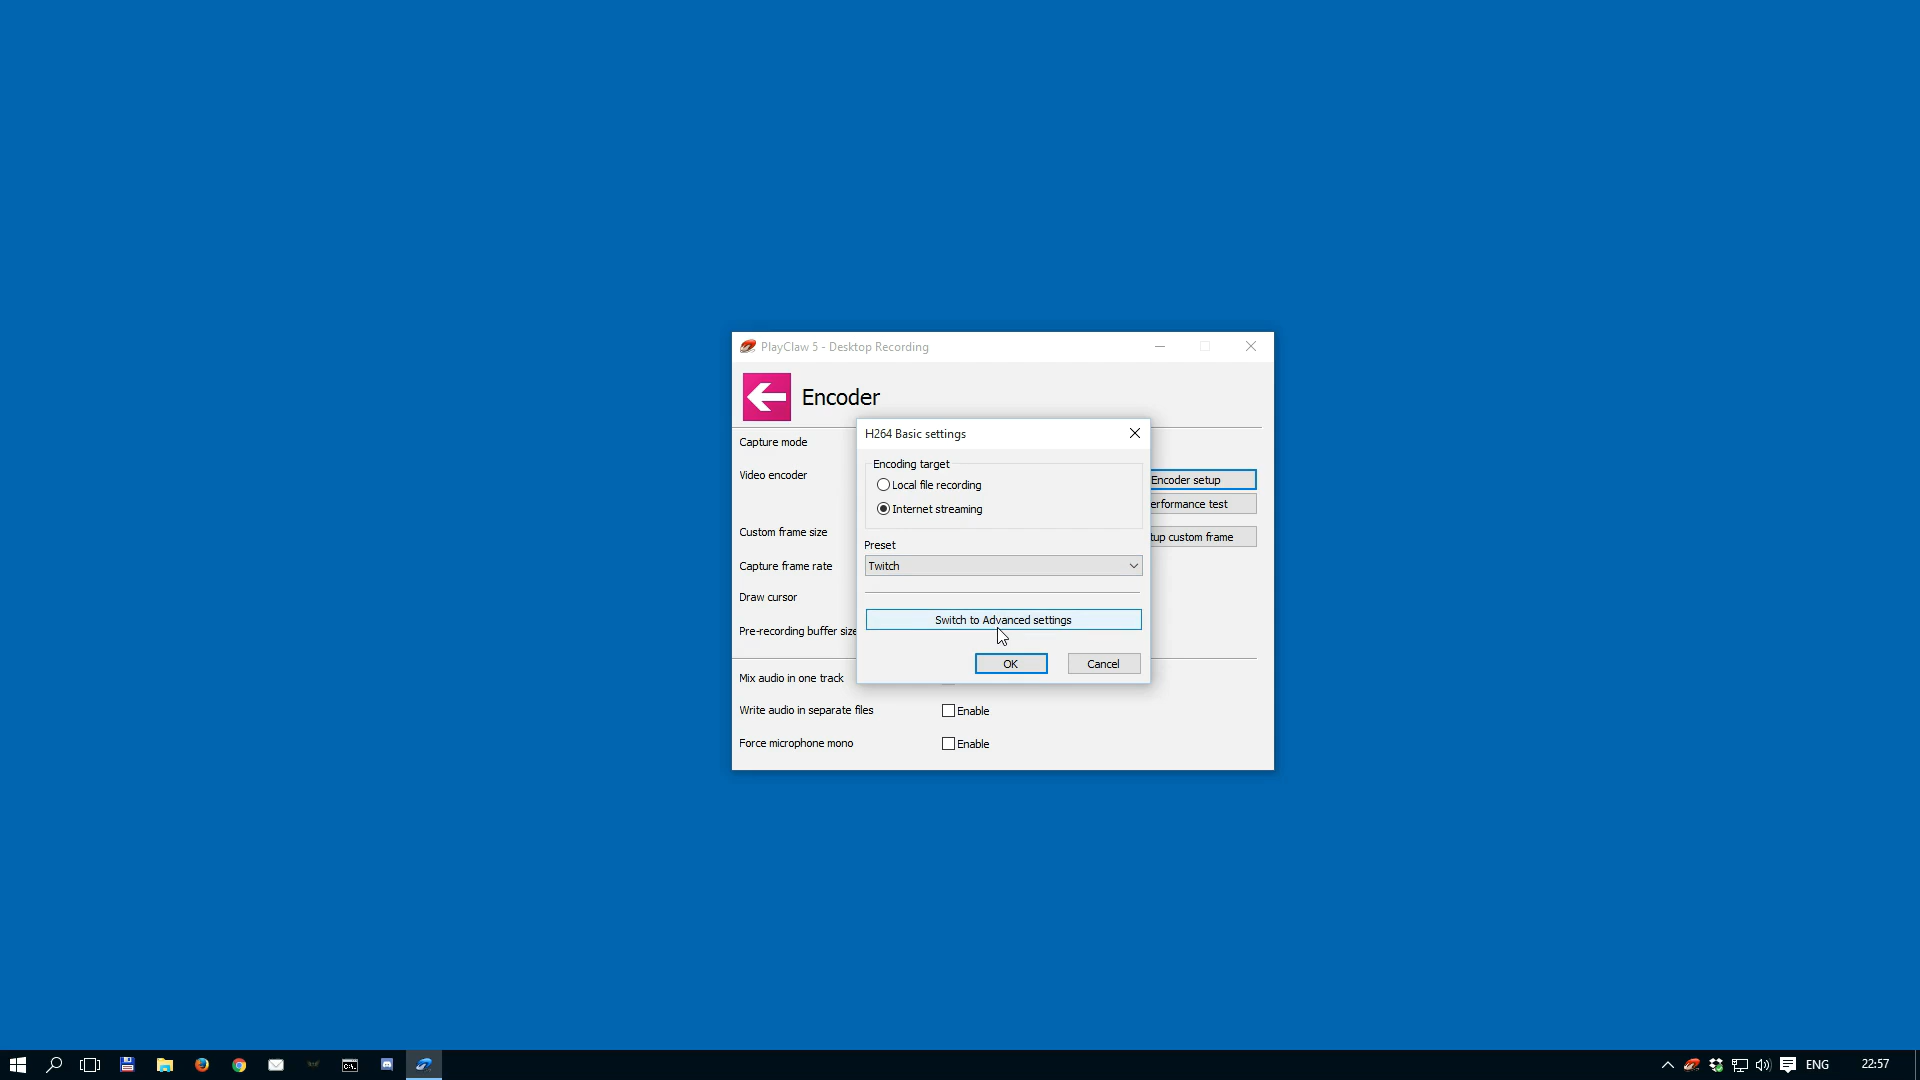 PlayClaw 5 - Desktop Recording
Encoder
H264 Basic settings
Capture mode
Encoding target
Video encoder
Encoder setup
Local file recording
erformance test
Internet streaming
Custom frame size
tup custom frame
Preset
Capture frame rate
Twitch
Draw cursor
Switch to Advanced settings
Pre-recording buffer size
OK
Cancel
Mix audio in one track
Write audio in separate files
Enable
Force microphone mono
Enable
C:\_
ENG
22:57